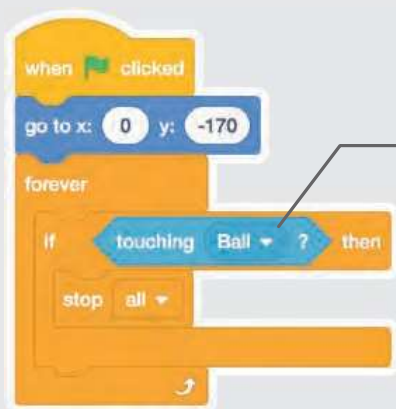 when clicked
go to x: 0 y: -170
forever
if touching Ball ? then
stop all